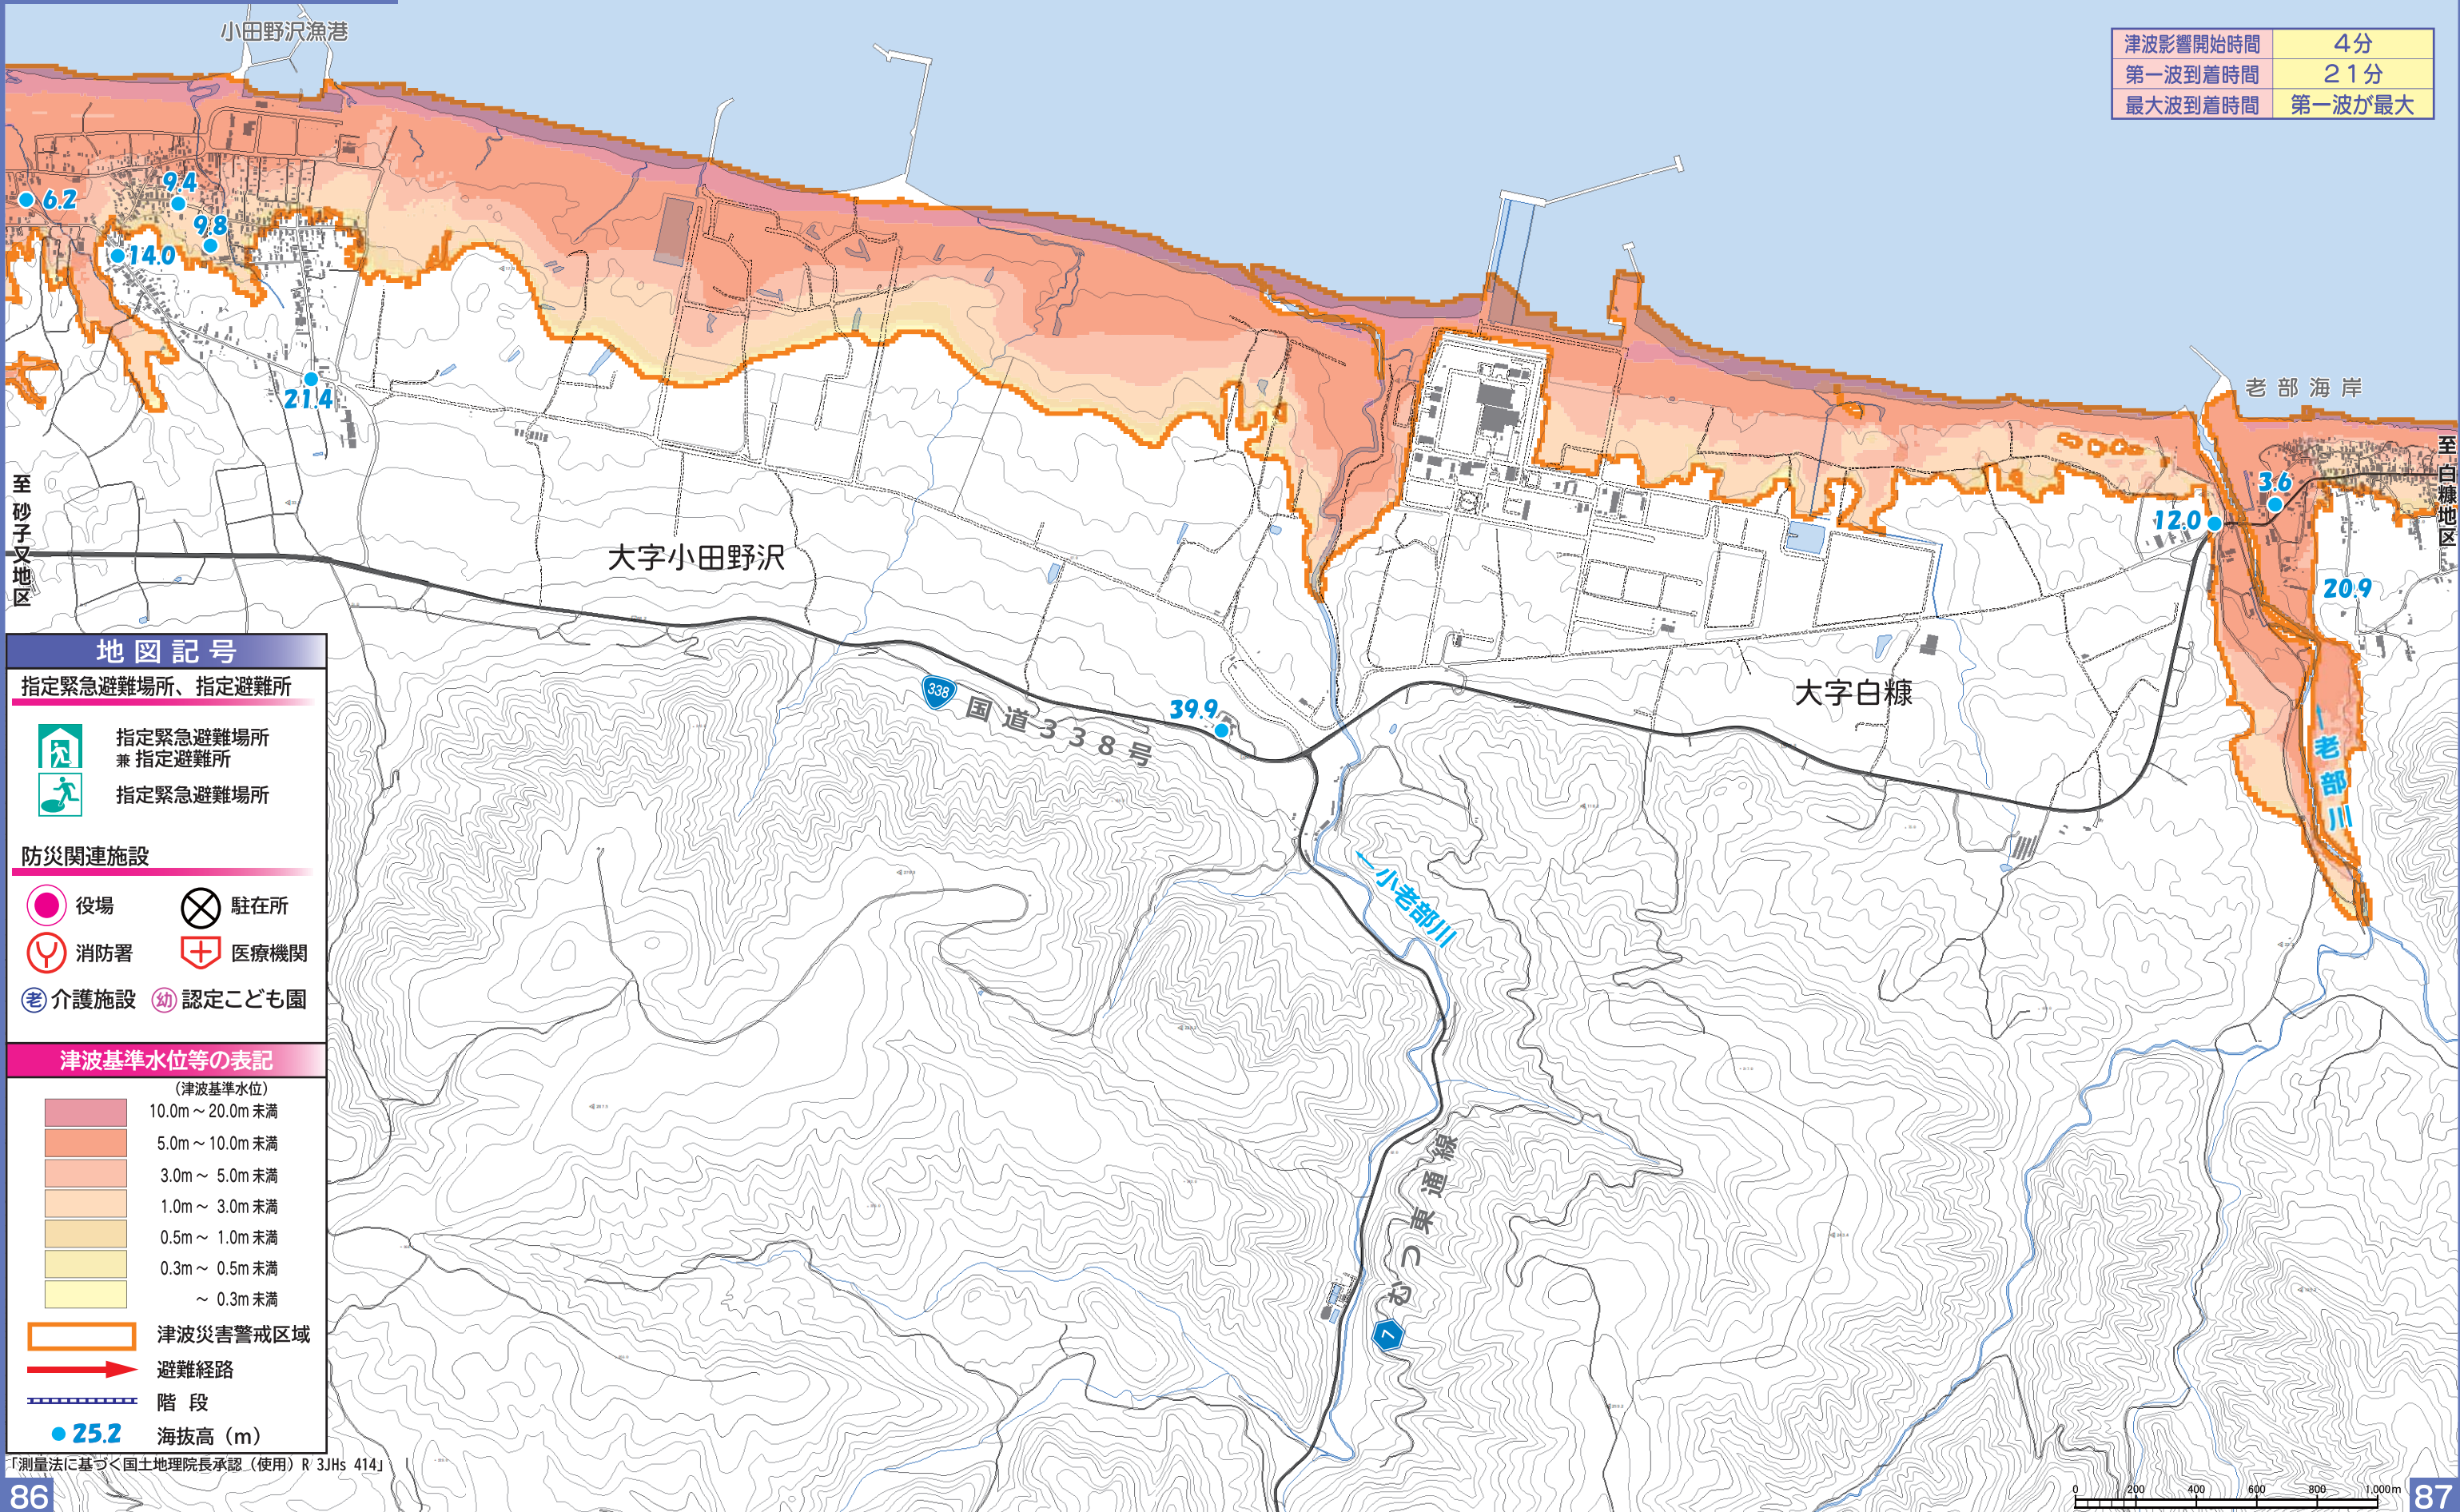 小田野沢漁港
津波影響開始時間 4分
第一波到着時間 21分
最大波到着時間 第一波が最大
6.2
9.4
9.8
14.0
21.4
老部海岸
至 砂子又地区
至 白糠地区
3.6
12.0
20.9
大字小田野沢
大字白糠
338
国道338号
39.9
老部川
小老部川
むつ東通線
7
地図記号
指定緊急避難場所、指定避難所
指定緊急避難場所
兼 指定避難所
指定緊急避難場所
防災関連施設
役場 駐在所
消防署 医療機関
老 介護施設 幼 認定こども園
津波基準水位等の表記
（津波基準水位）
10.0m～20.0m未満
5.0m～10.0m未満
3.0m～ 5.0m未満
1.0m～ 3.0m未満
0.5m～ 1.0m未満
0.3m～ 0.5m未満
～ 0.3m未満
津波災害警戒区域
避難経路
階 段
25.2 海抜高（m）
「測量法に基づく国土地理院長承認（使用）R 3JHs 414」
86
0 200 400 600 800 1,000m
87